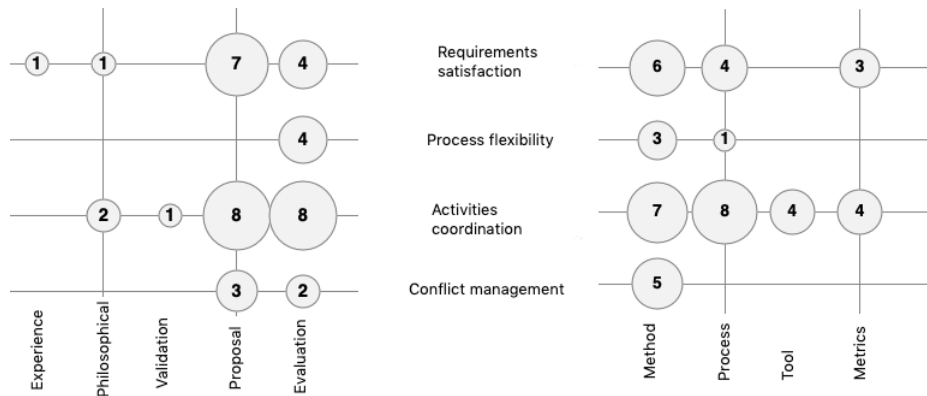 1 1 7 4
Requirements
satisfaction
6 4 3
4
Process flexibility
3 1
2 1 8 8
Activities
coordination
7 8 4 4
3 2
Conflict management
5
Experience
Philosophical
Validation
Proposal
Evaluation
Method
Process
Tool
Metrics